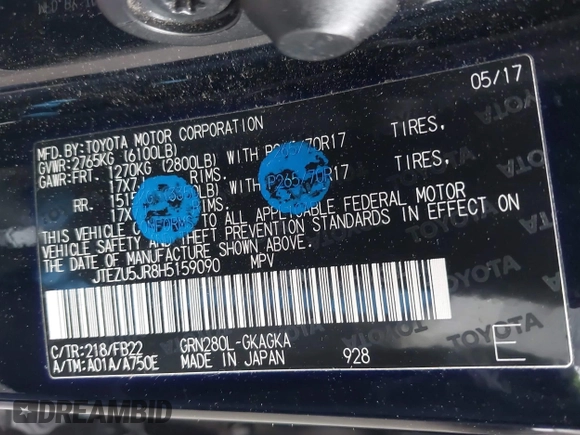 05/17
MFD.BY:TOYOTA MOTOR CORPORATION
GVWR:2765KG (6100LB)
GAWR:FRT. 1270KG (2800LB) WITH P265/70R17 TIRES,
17X7 RIMS.
RR. 151 LB) WITH P265/70R17 TIRES,
17X RIMS.
THIS VEHICLE TO ALL APPLICABLE FEDERAL MOTOR
VEHICLE SAFETY AND THEFT PREVENTION STANDARDS IN EFFECT ON
THE DATE OF MANUFACTURE SHOWN ABOVE.
JTEZU5JR8H5159090 MPV
C/TR:218/FB22 GRN280L-GKAGKA
A/TM:A01A/A750E MADE IN JAPAN 928 E
TOYOTA
DREAMBID